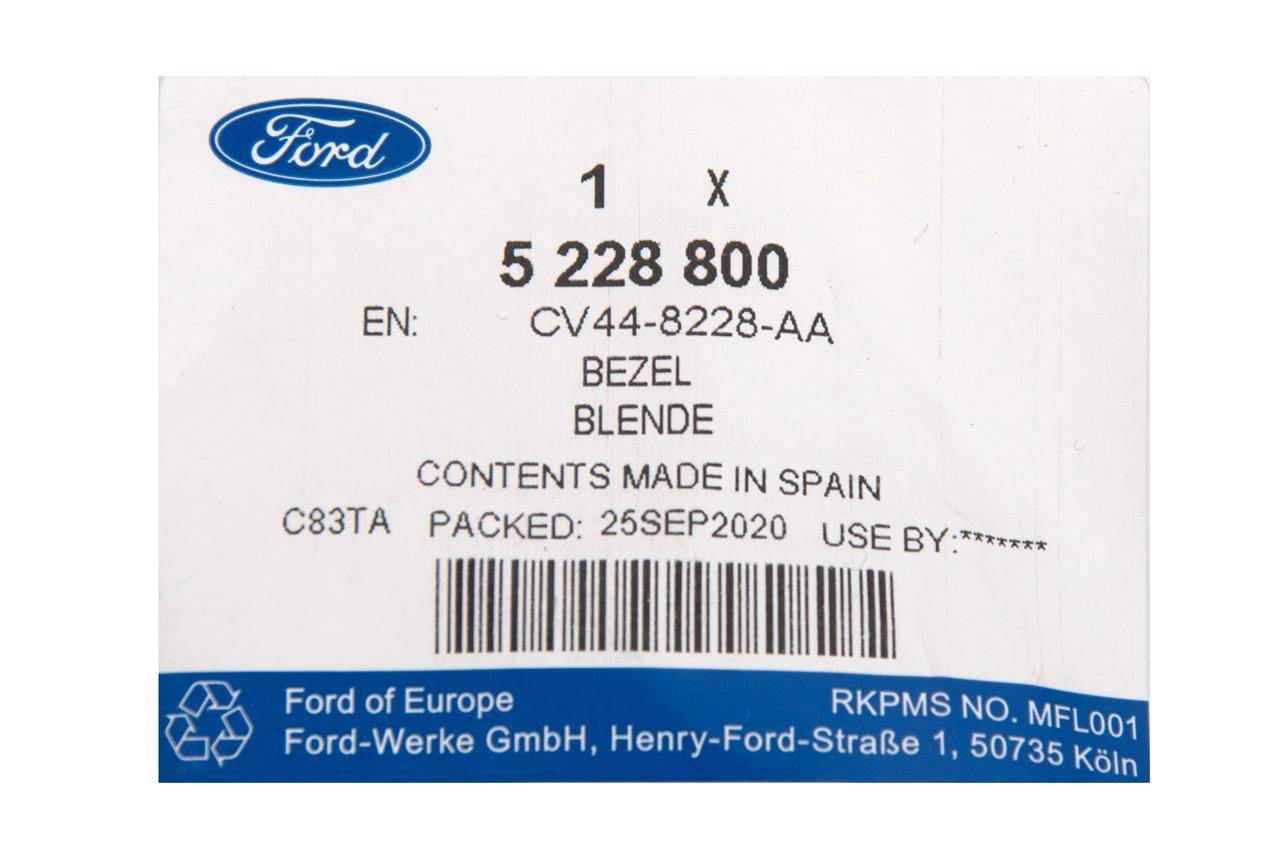 Ford
1 X
5 228 800
EN: CV44-8228-AA
BEZEL
BLENDE
CONTENTS MADE IN SPAIN
C83TA PACKED: 25SEP2020 USE BY:*******
Ford of Europe RKPMS NO. MFL001
Ford-Werke GmbH, Henry-Ford-Straße 1, 50735 Köln